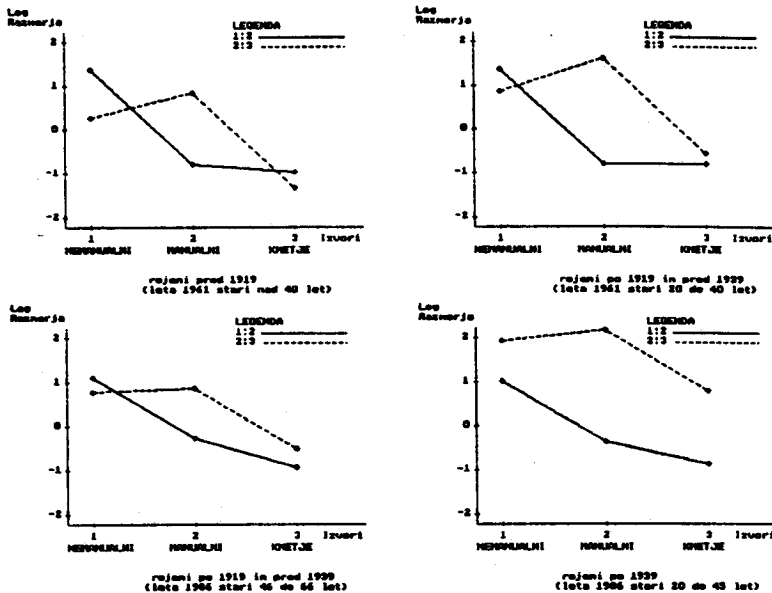 Log
Razmerja
LEGENDA
1:2
2:3
2
1
0
-1
-2
1 2 3 Izvori
NEMANUALNI MANUALNI KMETJE
rojeni pred 1919
(leta 1961 stari nad 40 let)
Log
Razmerja
LEGENDA
1:2
2:3
2
1
0
-1
-2
1 2 3 Izvori
NEMANUALNI MANUALNI KMETJE
rojeni po 1919 in pred 1939
(leta 1961 stari 20 do 40 let)
Log
Razmerja
LEGENDA
1:2
2:3
2
1
0
-1
-2
1 2 3 Izvori
NEMANUALNI MANUALNI KMETJE
rojeni po 1919 in pred 1939
(leta 1986 stari 46 do 66 let)
Log
Razmerja
LEGENDA
1:2
2:3
2
1
0
-1
-2
1 2 3 Izvori
NEMANUALNI MANUALNI KMETJE
rojeni po 1939
(leta 1986 stari 20 do 45 let)